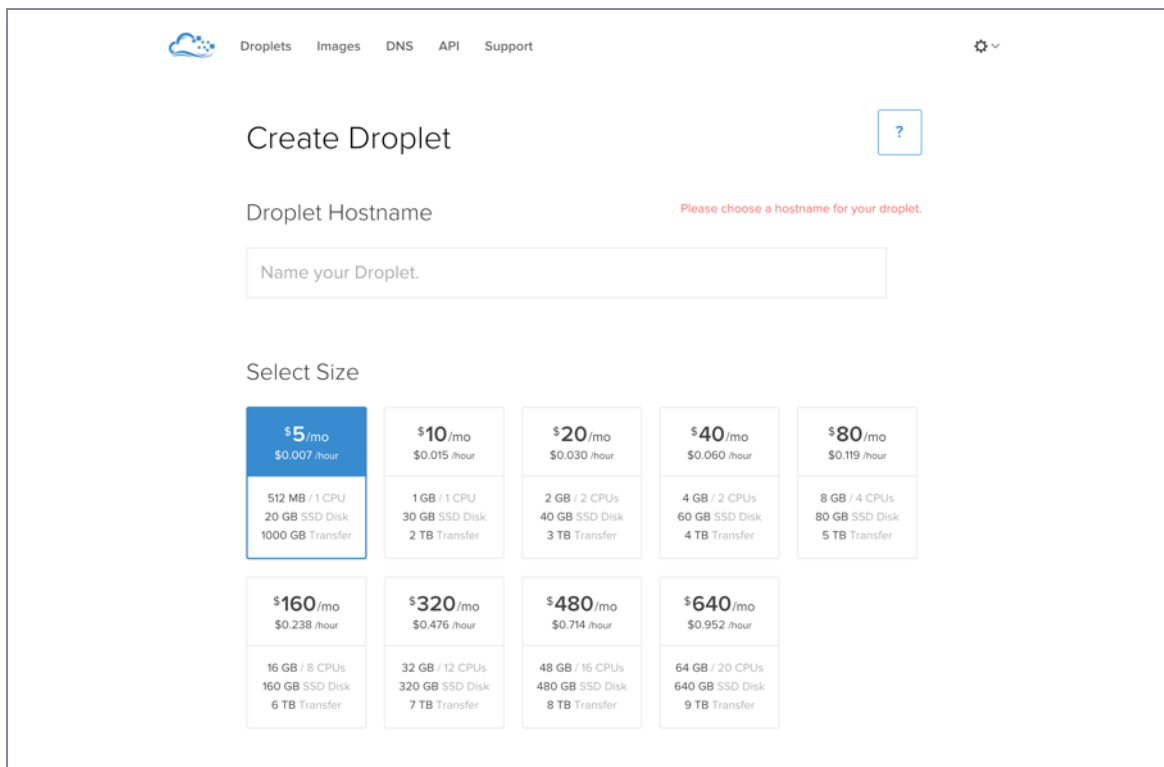 Droplets Images DNS API Support
Create Droplet
?
Droplet Hostname
Please choose a hostname for your droplet.
Name your Droplet.
Select Size
$5/mo
$0.007 /hour
512 MB / 1 CPU
20 GB SSD Disk
1000 GB Transfer
$10/mo
$0.015 /hour
1 GB / 1 CPU
30 GB SSD Disk
2 TB Transfer
$20/mo
$0.030 /hour
2 GB / 2 CPUs
40 GB SSD Disk
3 TB Transfer
$40/mo
$0.060 /hour
4 GB / 2 CPUs
60 GB SSD Disk
4 TB Transfer
$80/mo
$0.119 /hour
8 GB / 4 CPUs
80 GB SSD Disk
5 TB Transfer
$160/mo
$0.238 /hour
16 GB / 8 CPUs
160 GB SSD Disk
6 TB Transfer
$320/mo
$0.476 /hour
32 GB / 12 CPUs
320 GB SSD Disk
7 TB Transfer
$480/mo
$0.714 /hour
48 GB / 16 CPUs
480 GB SSD Disk
8 TB Transfer
$640/mo
$0.952 /hour
64 GB / 20 CPUs
640 GB SSD Disk
9 TB Transfer